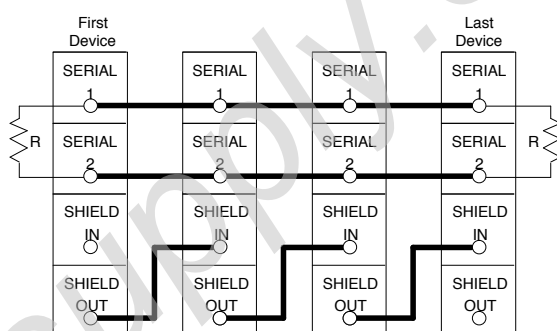 First Device
Last Device
SERIAL 1
SERIAL 1
SERIAL 1
SERIAL 1
R
SERIAL 2
SERIAL 2
SERIAL 2
SERIAL 2
R
SHIELD IN
SHIELD IN
SHIELD IN
SHIELD IN
SHIELD OUT
SHIELD OUT
SHIELD OUT
SHIELD OUT
supply.